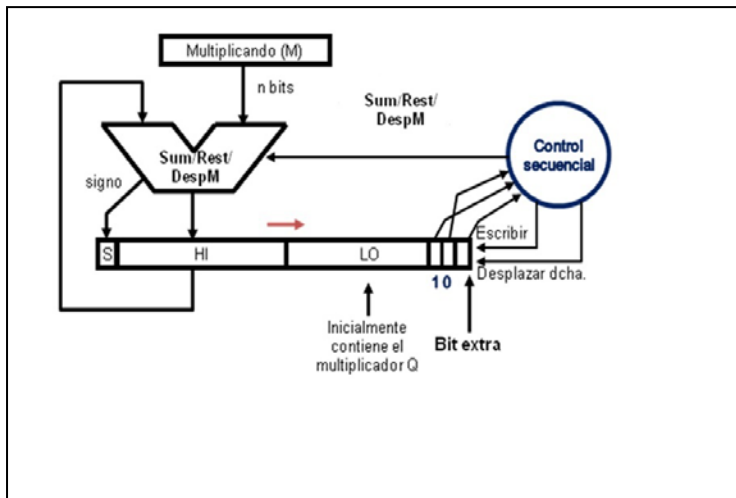 Multiplicando (M)
n bits
Sum/Rest/
DespM
Control
secuencial
Sum/Rest/
DespM
signo
Escribir
S
HI
LO
Desplazar dcha.
1 0
Inicialmente
contiene el
multiplicador Q
Bit extra